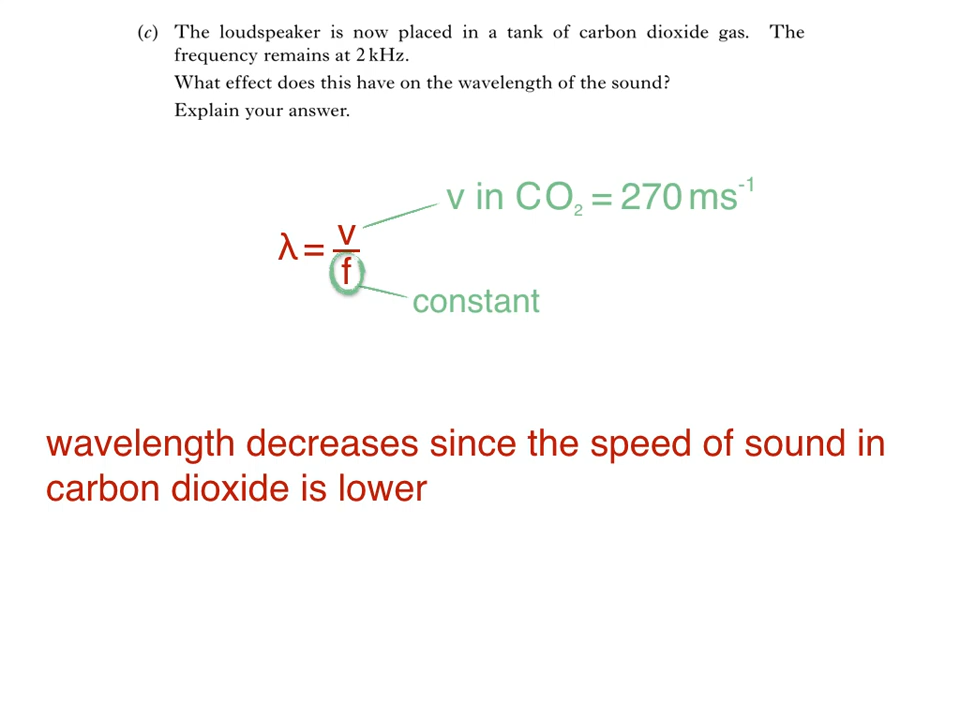 (c) The loudspeaker is now placed in a tank of carbon dioxide gas. The
frequency remains at 2 kHz.
What effect does this have on the wavelength of the sound?
Explain your answer.
v in CO₂ = 270 ms⁻¹
λ = v
f
constant
wavelength decreases since the speed of sound in
carbon dioxide is lower